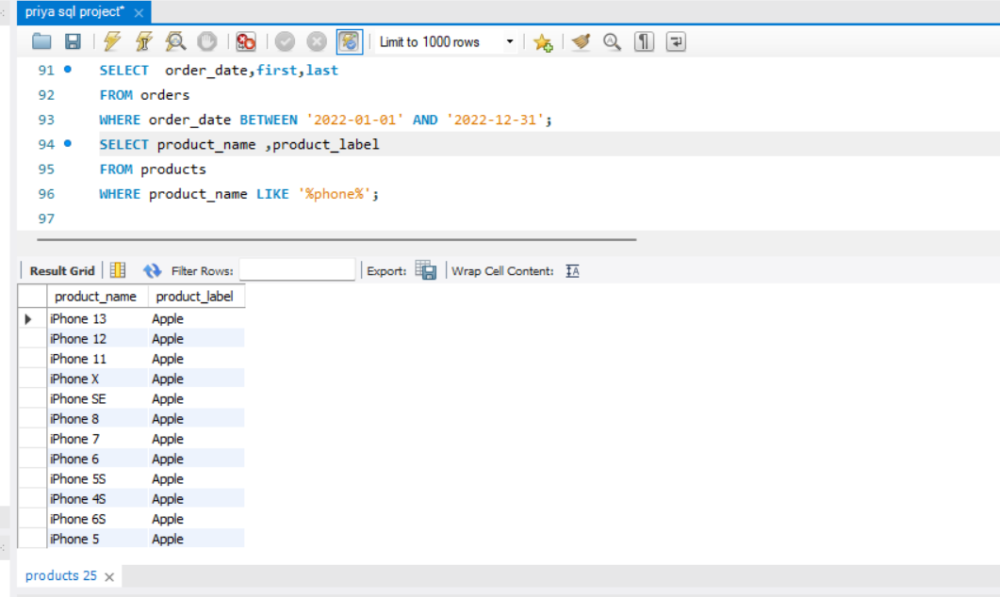 priya sql project*
Limit to 1000 rows
91 SELECT order_date,first,last
92 FROM orders
93 WHERE order_date BETWEEN '2022-01-01' AND '2022-12-31';
94 SELECT product_name ,product_label
95 FROM products
96 WHERE product_name LIKE '%phone%';
97
Result Grid Filter Rows: Export: Wrap Cell Content:
product_name product_label
iPhone 13 Apple
iPhone 12 Apple
iPhone 11 Apple
iPhone X Apple
iPhone SE Apple
iPhone 8 Apple
iPhone 7 Apple
iPhone 6 Apple
iPhone 5S Apple
iPhone 4S Apple
iPhone 6S Apple
iPhone 5 Apple
products 25